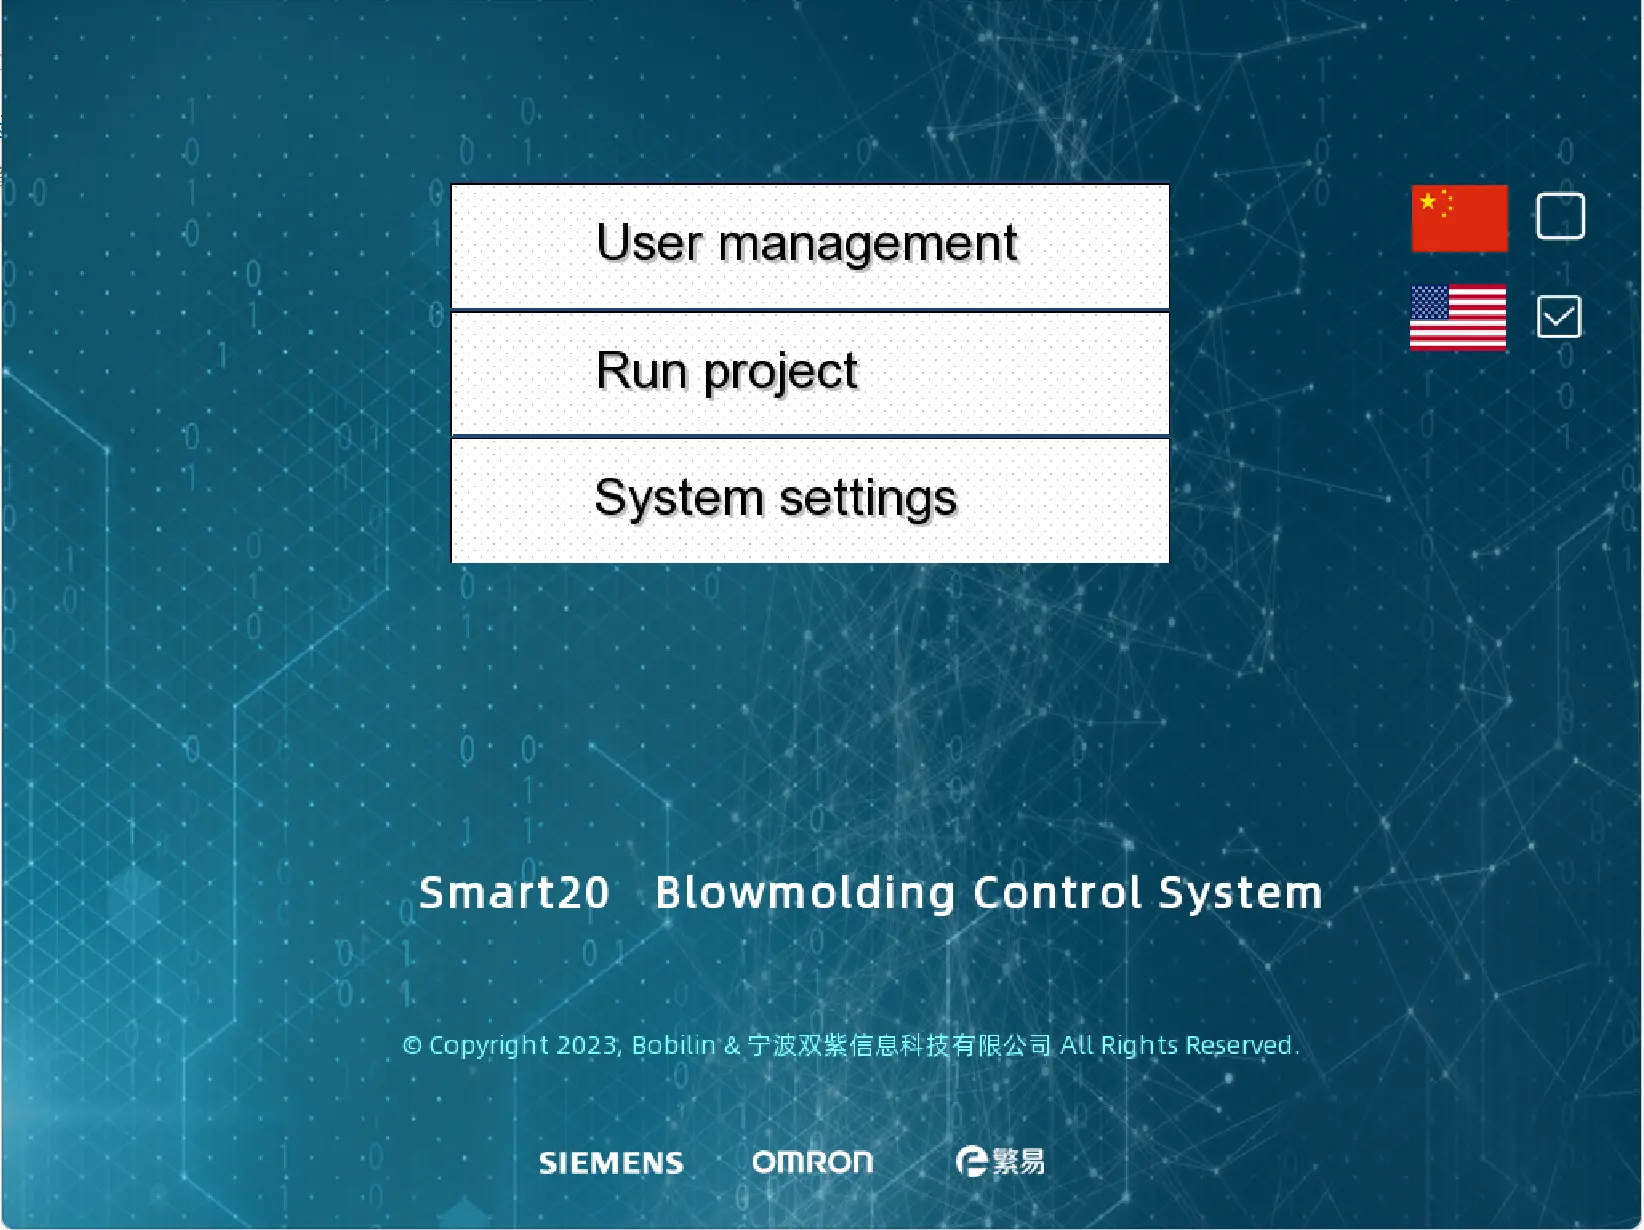 User management
Run project
System settings
Smart20 Blowmolding Control System
© Copyright 2023, Bobilin & 宁波双紫信息科技有限公司 All Rights Reserved.
SIEMENS OMRON 繁易